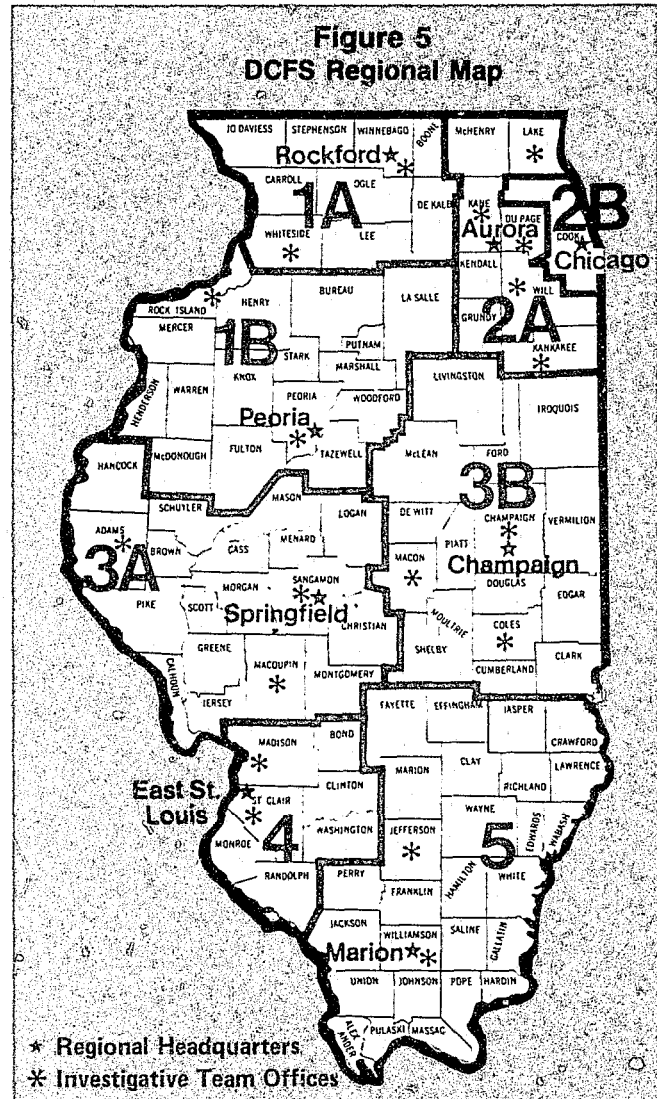 Figure 5
DCFS Regional Map
JO DAVIESS STEPHENSON WINNEBAGO BOONE McHENRY LAKE
Rockford
CARROLL OGLE
1A
DE KALB KANE DU PAGE 2B
Aurora COOK
WHITESIDE LEE
Chicago
KENDALL WILL
ROCK ISLAND HENRY BUREAU LA SALLE
GRUNDY 2A
MERCER 1B
PUTNAM KANKAKEE
STARK MARSHALL
HENDERSON WARREN KNOX PEORIA WOODFORD LIVINGSTON IROQUOIS
Peoria
HANCOCK McDONOUGH FULTON TAZEWELL McLEAN FORD
MASON 3B
SCHUYLER LOGAN DE WITT CHAMPAIGN VERMILION
ADAMS MENARD
BROWN CASS PIATT
3A MACON Champaign
MORGAN SANGAMON DOUGLAS
PIKE SCOTT Springfield EDGAR
CHRISTIAN MOULTRIE COLES
GREENE SHELBY
CALHOUN MACOUPIN MONTGOMERY CUMBERLAND CLARK
JERSEY
FAYETTE EFFINGHAM JASPER
MADISON BOND CRAWFORD
CLAY
East St. Louis MARION LAWRENCE
ST CLAIR CLINTON RICHLAND
WAYNE
4 WASHINGTON JEFFERSON 5 EDWARDS WABASH
MONROE
RANDOLPH PERRY HAMILTON WHITE
FRANKLIN
JACKSON WILLIAMSON SALINE GALLATIN
Marion
UNION JOHNSON POPE HARDIN
ALEXANDER PULASKI MASSAC
Regional Headquarters
Investigative Team Offices